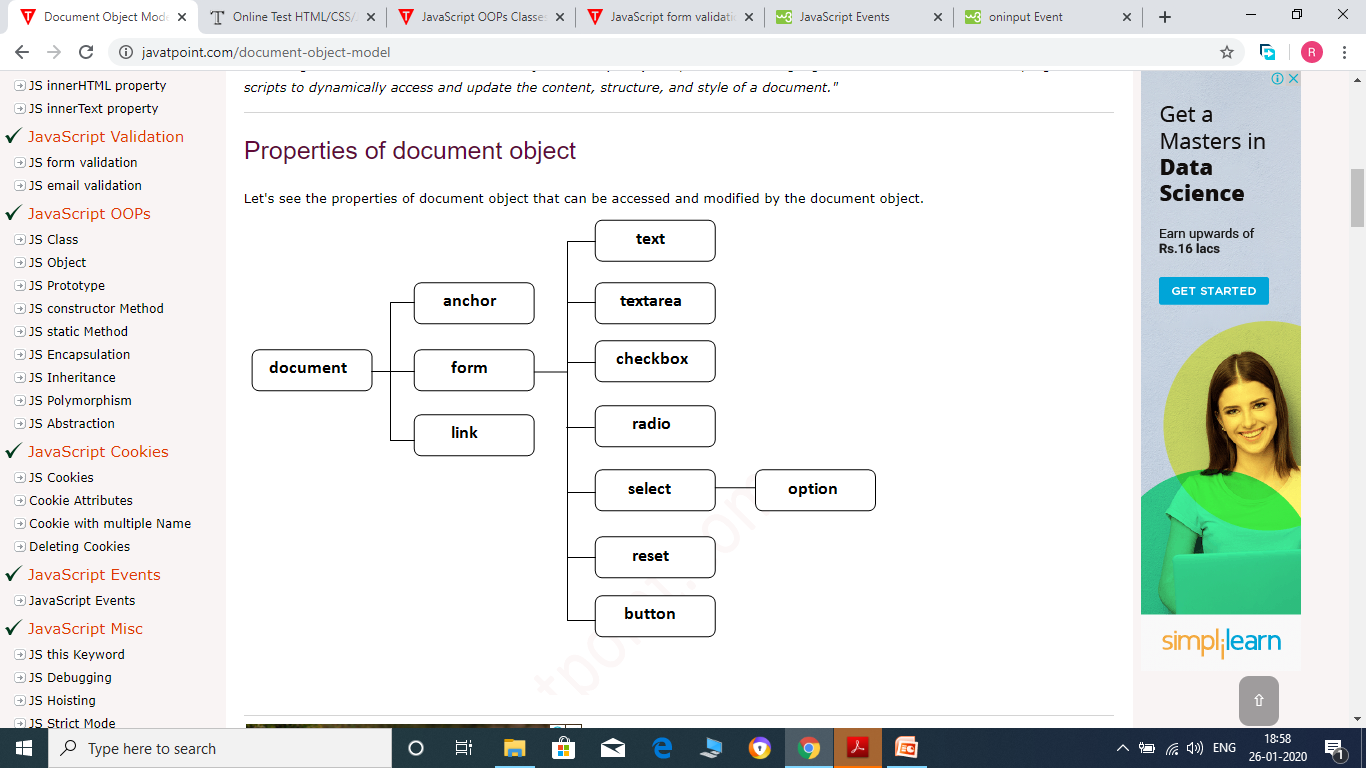 Document Object Mode
Online Test HTML/CSS/
JavaScript OOPs Classes
JavaScript form validatio
JavaScript Events
oninput Event
javatpoint.com/document-object-model
R
JS innerHTML property
JS innerText property
JavaScript Validation
JS form validation
JS email validation
JavaScript OOPs
JS Class
JS Object
JS Prototype
JS constructor Method
JS static Method
JS Encapsulation
JS Inheritance
JS Polymorphism
JS Abstraction
JavaScript Cookies
JS Cookies
Cookie Attributes
Cookie with multiple Name
Deleting Cookies
JavaScript Events
JavaScript Events
JavaScript Misc
JS this Keyword
JS Debugging
JS Hoisting
JS Strict Mode
scripts to dynamically access and update the content, structure, and style of a document."
Properties of document object
Let's see the properties of document object that can be accessed and modified by the document object.
document
anchor
form
link
text
textarea
checkbox
radio
select
option
reset
button
Get a
Masters in
Data
Science
Earn upwards of
Rs.16 lacs
GET STARTED
simplilearn
Type here to search
ENG
18:58
26-01-2020
1